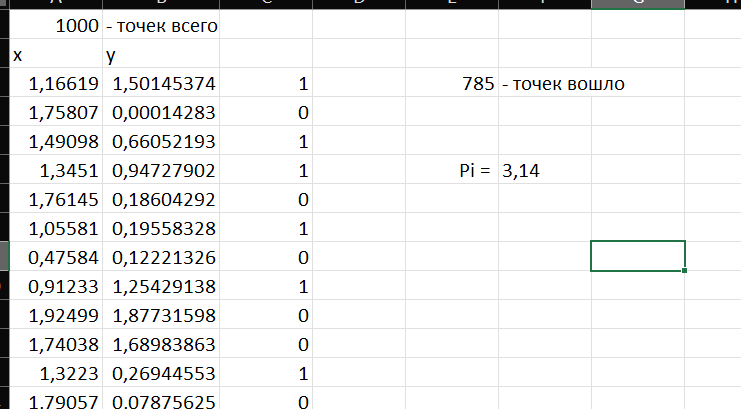 1000 - точек всего
x y
1,16619 1,50145374 1 785 - точек вошло
1,75807 0,00014283 0
1,49098 0,66052193 1
1,3451 0,94727902 1 Pi = 3,14
1,76145 0,18604292 0
1,05581 0,19558328 1
0,47584 0,12221326 0
0,91233 1,25429138 1
1,92499 1,87731598 0
1,74038 1,68983863 0
1,3223 0,26944553 1
1,79057 0,07875625 0